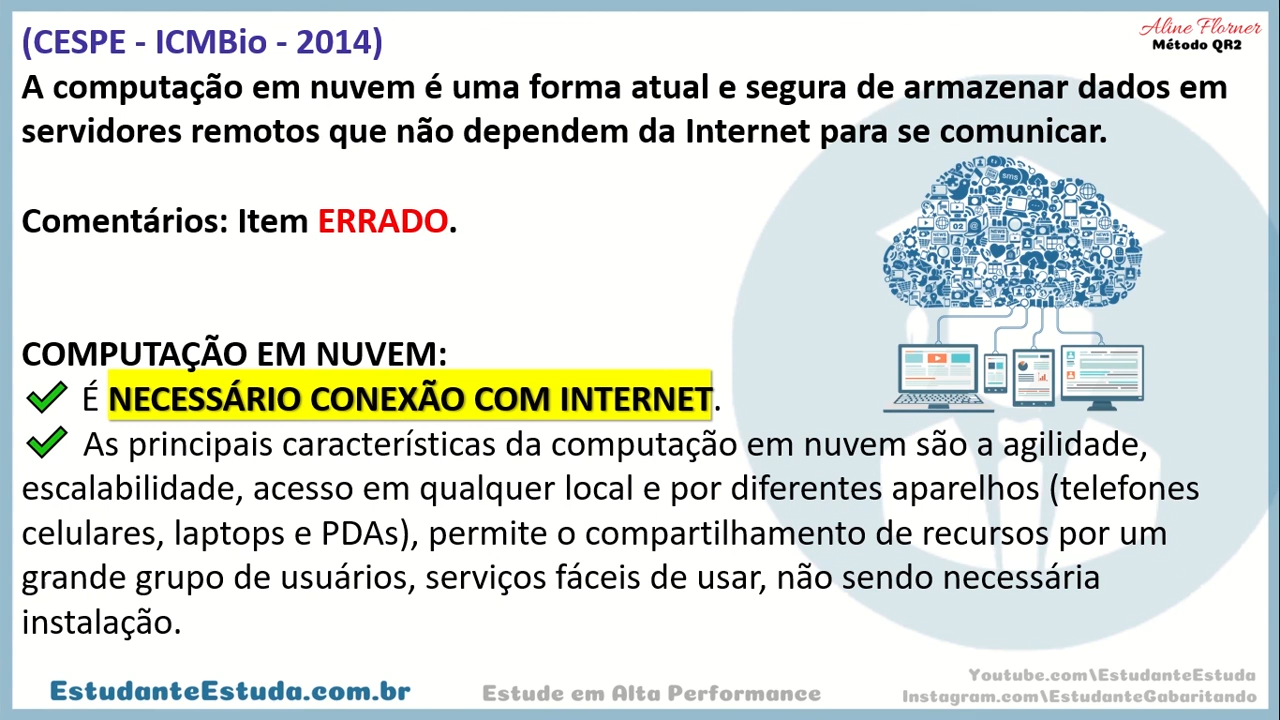 (CESPE - ICMBio - 2014)
Aline Florner
Método QR2
A computação em nuvem é uma forma atual e segura de armazenar dados em
servidores remotos que não dependem da Internet para se comunicar.
Comentários: Item ERRADO.
sms
02
NEWS
COMPUTAÇÃO EM NUVEM:
É NECESSÁRIO CONEXÃO COM INTERNET.
As principais características da computação em nuvem são a agilidade,
escalabilidade, acesso em qualquer local e por diferentes aparelhos (telefones
celulares, laptops e PDAs), permite o compartilhamento de recursos por um
grande grupo de usuários, serviços fáceis de usar, não sendo necessária
instalação.
EstudanteEstuda.com.br
Estude em Alta Performance
Youtube.com\EstudanteEstuda
Instagram.com\EstudanteGabaritando